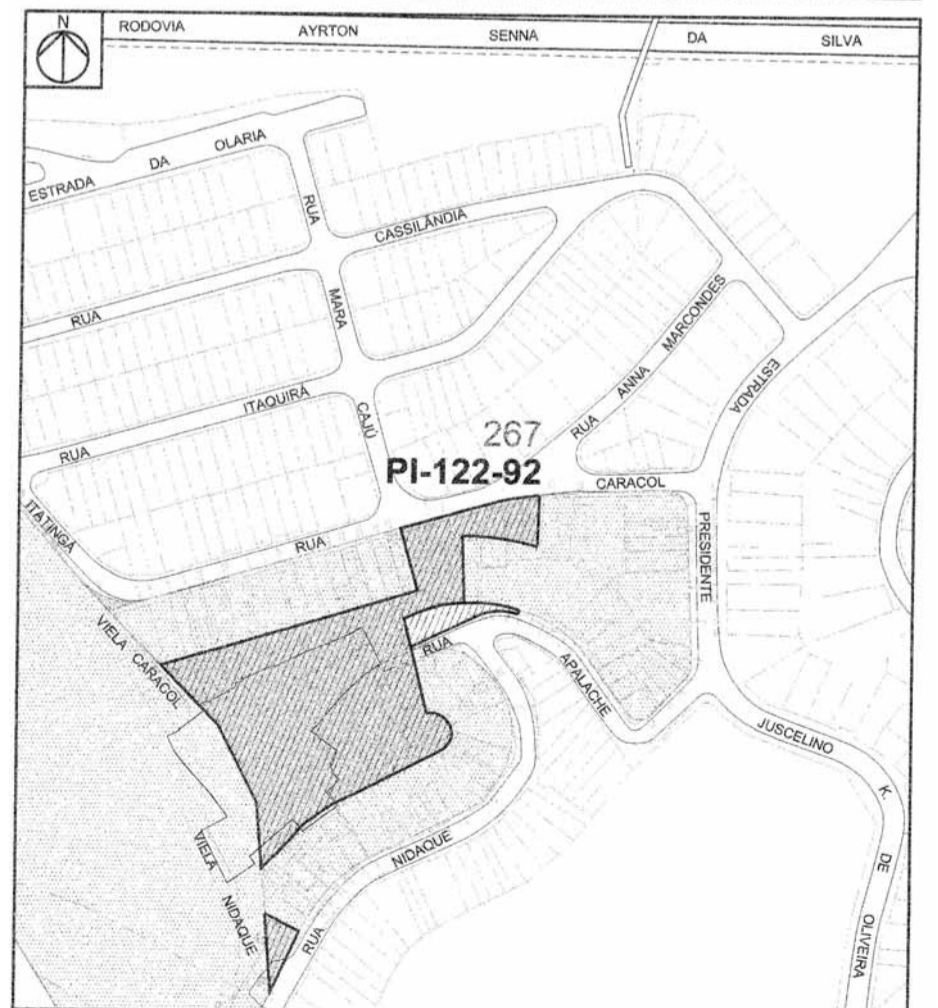 N
RODOVIA AYRTON SENNA DA SILVA
ESTRADA DA OLARIA
RUA MARA CAJÚ
RUA CASSILÂNDIA
RUA ITAQUIRÁ
RUA ANNA MARCONDES
267
PI-122-92
ESTRADA PRESIDENTE JUSCELINO K. DE OLIVEIRA
RUA CARACOL
ITATINGÁ
VIELA CARACOL
RUA APALACHE
VIELA NIDAQUE
RUA NIDAQUE